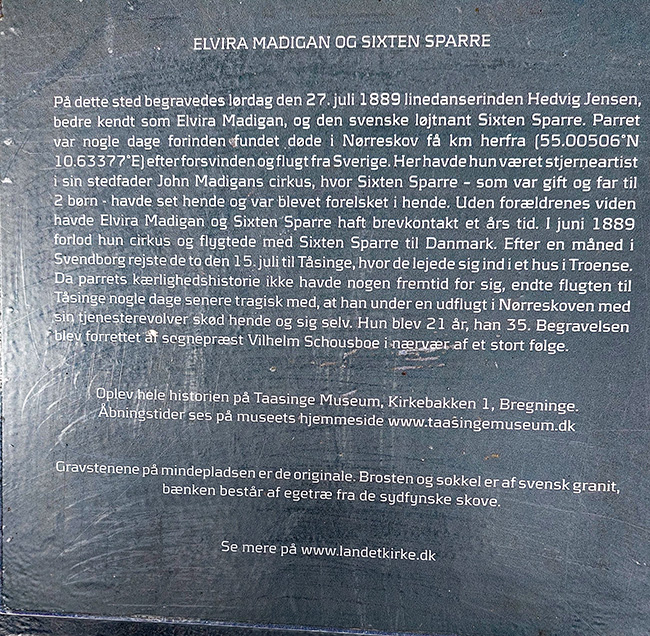 ELVIRA MADIGAN OG SIXTEN SPARRE
På dette sted begravedes lørdag den 27. juli 1889 linedanserinden Hedvig Jensen,
bedre kendt som Elvira Madigan, og den svenske løjtnant Sixten Sparre. Parret
var nogle dage forinden fundet døde i Nørreskov få km herfra (55.00506°N
10.63377°E) efter forsvinden og flugt fra Sverige. Her havde hun været stjerneartist
i sin stedfader John Madigans cirkus, hvor Sixten Sparre - som var gift og far til
2 børn - havde set hende og var blevet forelsket i hende. Uden forældrenes viden
havde Elvira Madigan og Sixten Sparre haft brevkontakt et års tid. I juni 1889
forlod hun cirkus og flygtede med Sixten Sparre til Danmark. Efter en måned i
Svendborg rejste de to den 15. juli til Tåsinge, hvor de lejede sig ind i et hus i Troense.
Da parrets kærlighedshistorie ikke havde nogen fremtid for sig, endte flugten til
Tåsinge nogle dage senere tragisk med, at han under en udflugt i Nørreskoven med
sin tjenesterevolver skød hende og sig selv. Hun blev 21 år, han 35. Begravelsen
blev forrettet af sognepræst Vilhelm Schousboe i nærvær af et stort følge.
Oplev hele historien på Taasinge Museum, Kirkebakken 1, Bregninge.
Åbningstider ses på museets hjemmeside www.taasingemuseum.dk
Gravstenene på mindepladsen er de originale. Brosten og sokkel er af svensk granit,
bænken består af egetræ fra de sydfynske skove.
Se mere på www.landetkirke.dk